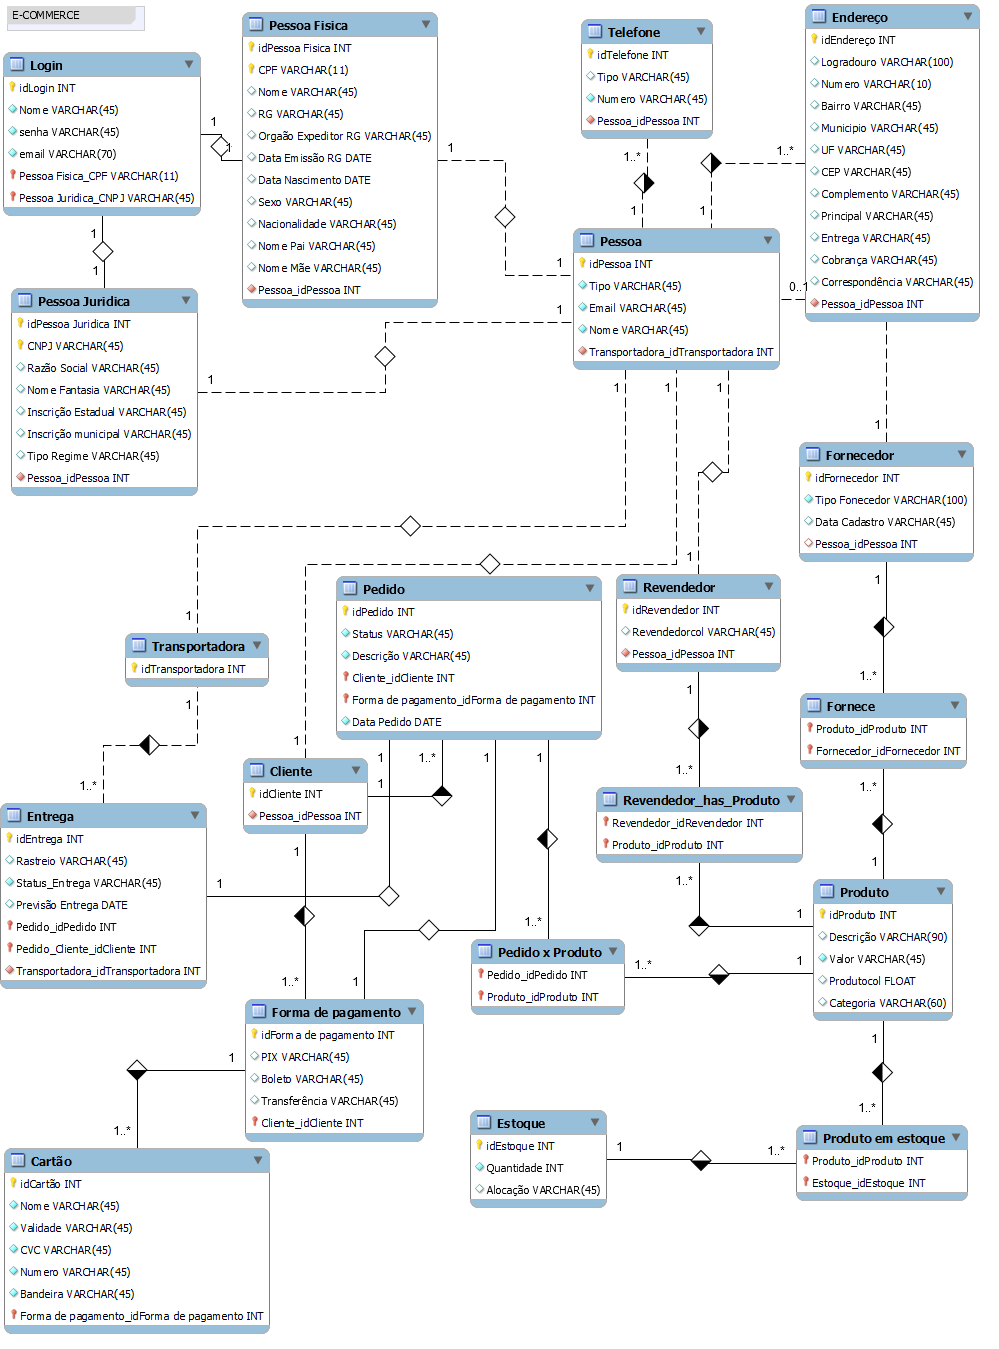 E-COMMERCE
Login
idLogin INT
Nome VARCHAR(45)
senha VARCHAR(45)
email VARCHAR(70)
Pessoa Fisica_CPF VARCHAR(11)
Pessoa Juridica_CNPJ VARCHAR(45)
Pessoa Fisica
idPessoa Fisica INT
CPF VARCHAR(11)
Nome VARCHAR(45)
RG VARCHAR(45)
Orgaão Expeditor RG VARCHAR(45)
Data Emissão RG DATE
Data Nascimento DATE
Sexo VARCHAR(45)
Nacionalidade VARCHAR(45)
Nome Pai VARCHAR(45)
Nome Mãe VARCHAR(45)
Pessoa_idPessoa INT
Telefone
idTelefone INT
Tipo VARCHAR(45)
Numero VARCHAR(45)
Pessoa_idPessoa INT
Endereço
idEndereço INT
Logradouro VARCHAR(100)
Numero VARCHAR(10)
Bairro VARCHAR(45)
Municipio VARCHAR(45)
UF VARCHAR(45)
CEP VARCHAR(45)
Complemento VARCHAR(45)
Principal VARCHAR(45)
Entrega VARCHAR(45)
Cobrança VARCHAR(45)
Correspondência VARCHAR(45)
Pessoa_idPessoa INT
1
1
1
1
1
1
1..*
1
1..*
1
0..1
1
1
1
Pessoa Juridica
idPessoa Juridica INT
CNPJ VARCHAR(45)
Razão Social VARCHAR(45)
Nome Fantasia VARCHAR(45)
Inscrição Estadual VARCHAR(45)
Inscrição municipal VARCHAR(45)
Tipo Regime VARCHAR(45)
Pessoa_idPessoa INT
Pessoa
idPessoa INT
Tipo VARCHAR(45)
Email VARCHAR(45)
Nome VARCHAR(45)
Transportadora_idTransportadora INT
1
1
1
1
1
1
Fornecedor
idFornecedor INT
Tipo Fonecedor VARCHAR(100)
Data Cadastro VARCHAR(45)
Pessoa_idPessoa INT
1
1..*
Transportadora
idTransportadora INT
1
1..*
Pedido
idPedido INT
Status VARCHAR(45)
Descrição VARCHAR(45)
Cliente_idCliente INT
Forma de pagamento_idForma de pagamento INT
Data Pedido DATE
1
1..*
1
1
1
Revendedor
idRevendedor INT
Revendedorcol VARCHAR(45)
Pessoa_idPessoa INT
1
1..*
Fornece
Produto_idProduto INT
Fornecedor_idFornecedor INT
1..*
1
Cliente
idCliente INT
Pessoa_idPessoa INT
1
1
1..*
Revendedor_has_Produto
Revendedor_idRevendedor INT
Produto_idProduto INT
1..*
1
Entrega
idEntrega INT
Rastreio VARCHAR(45)
Status_Entrega VARCHAR(45)
Previsão Entrega DATE
Pedido_idPedido INT
Pedido_Cliente_idCliente INT
Transportadora_idTransportadora INT
1
1
1..*
Produto
idProduto INT
Descrição VARCHAR(90)
Valor VARCHAR(45)
Produtocol FLOAT
Categoria VARCHAR(60)
Pedido x Produto
Pedido_idPedido INT
Produto_idProduto INT
1..*
1
1
1..*
Forma de pagamento
idForma de pagamento INT
PIX VARCHAR(45)
Boleto VARCHAR(45)
Transferência VARCHAR(45)
Cliente_idCliente INT
1
1..*
Estoque
idEstoque INT
Quantidade INT
Alocação VARCHAR(45)
1
1..*
Produto em estoque
Produto_idProduto INT
Estoque_idEstoque INT
Cartão
idCartão INT
Nome VARCHAR(45)
Validade VARCHAR(45)
CVC VARCHAR(45)
Numero VARCHAR(45)
Bandeira VARCHAR(45)
Forma de pagamento_idForma de pagamento INT